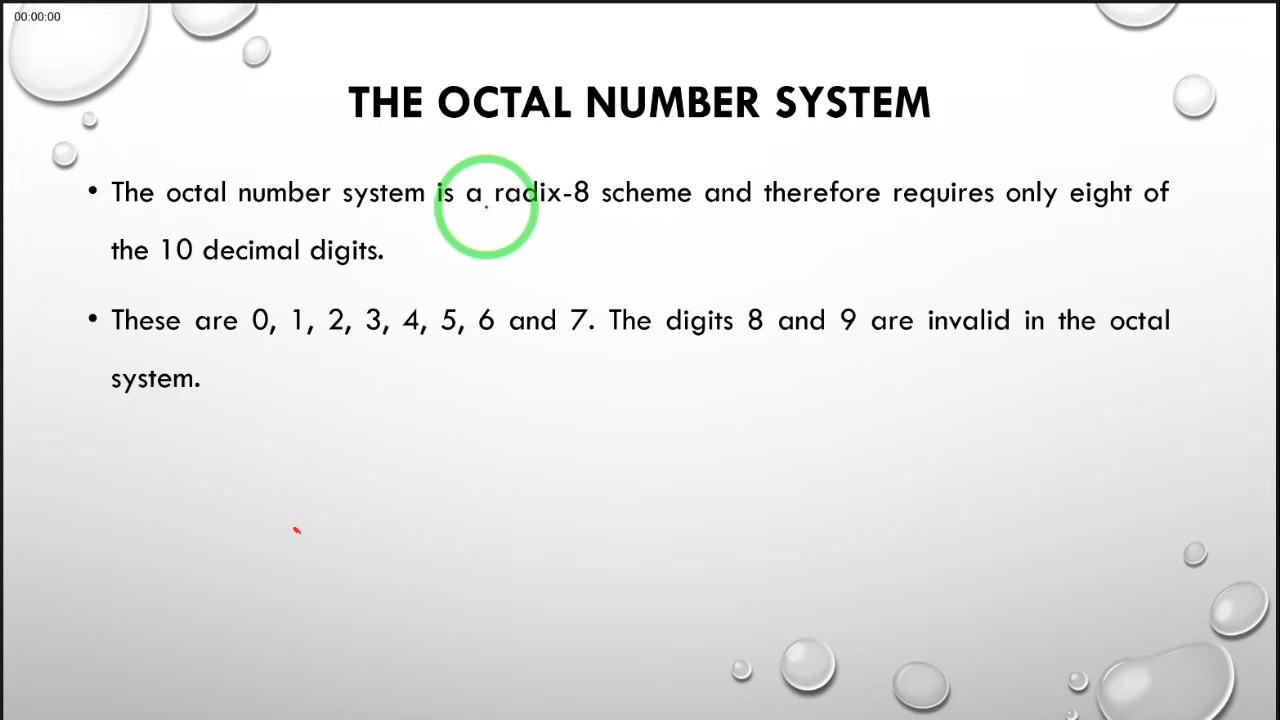 00:00:00
THE OCTAL NUMBER SYSTEM
• The octal number system is a radix-8 scheme and therefore requires only eight of
the 10 decimal digits.
• These are 0, 1, 2, 3, 4, 5, 6 and 7. The digits 8 and 9 are invalid in the octal
system.